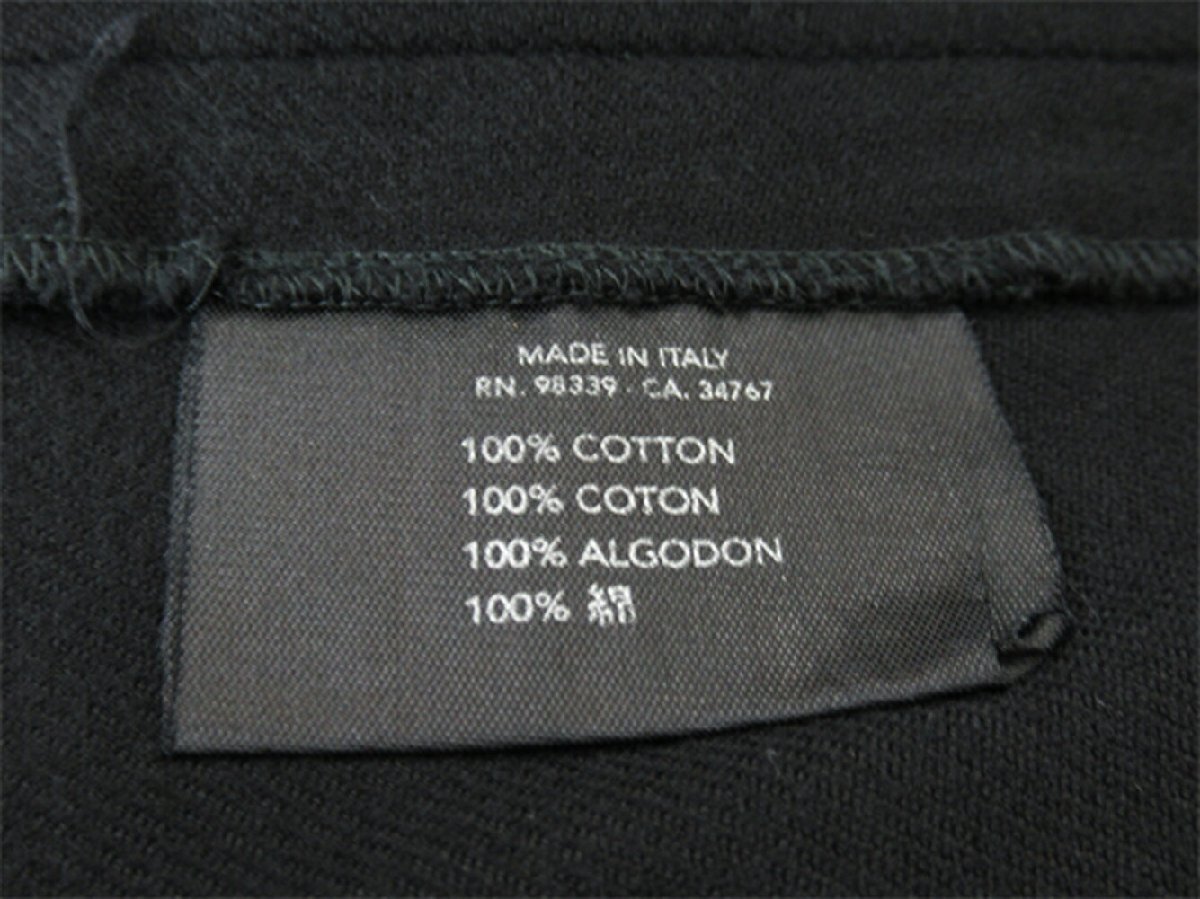 MADE IN ITALY
RN. 98339 - CA. 34767
100% COTTON
100% COTON
100% ALGODON
100% 綿